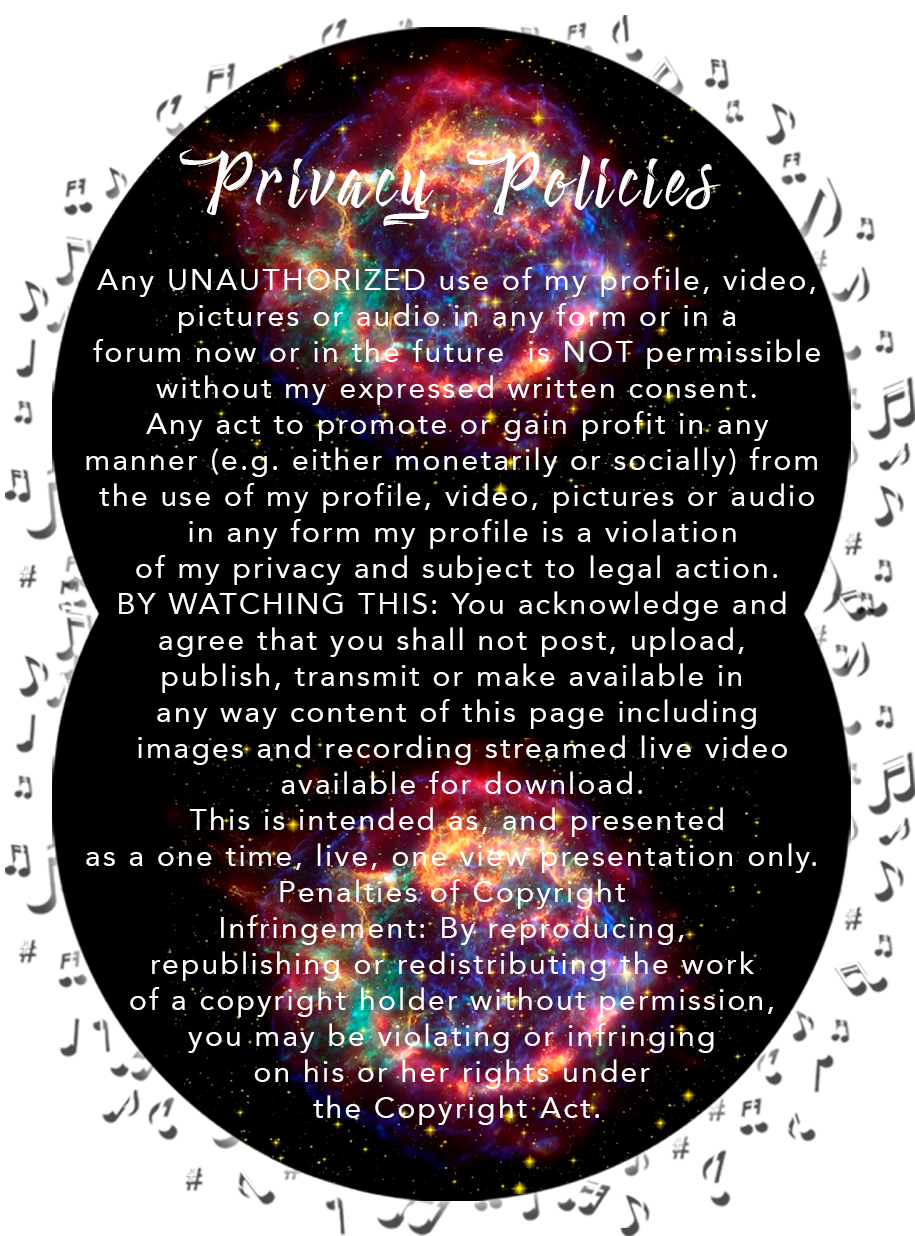 Privacy Policies
Any UNAUTHORIZED use of my profile, video,
pictures or audio in any form or in a
forum now or in the future is NOT permissible
without my expressed written consent.
Any act to promote or gain profit in any
manner (e.g. either monetarily or socially) from
the use of my profile, video, pictures or audio
in any form my profile is a violation
of my privacy and subject to legal action.
BY WATCHING THIS: You acknowledge and
agree that you shall not post, upload,
publish, transmit or make available in
any way content of this page including
images and recording streamed live video
available for download.
This is intended as, and presented
as a one time, live, one view presentation only.
Penalties of Copyright
Infringement: By reproducing,
republishing or redistributing the work
of a copyright holder without permission,
you may be violating or infringing
on his or her rights under
the Copyright Act.